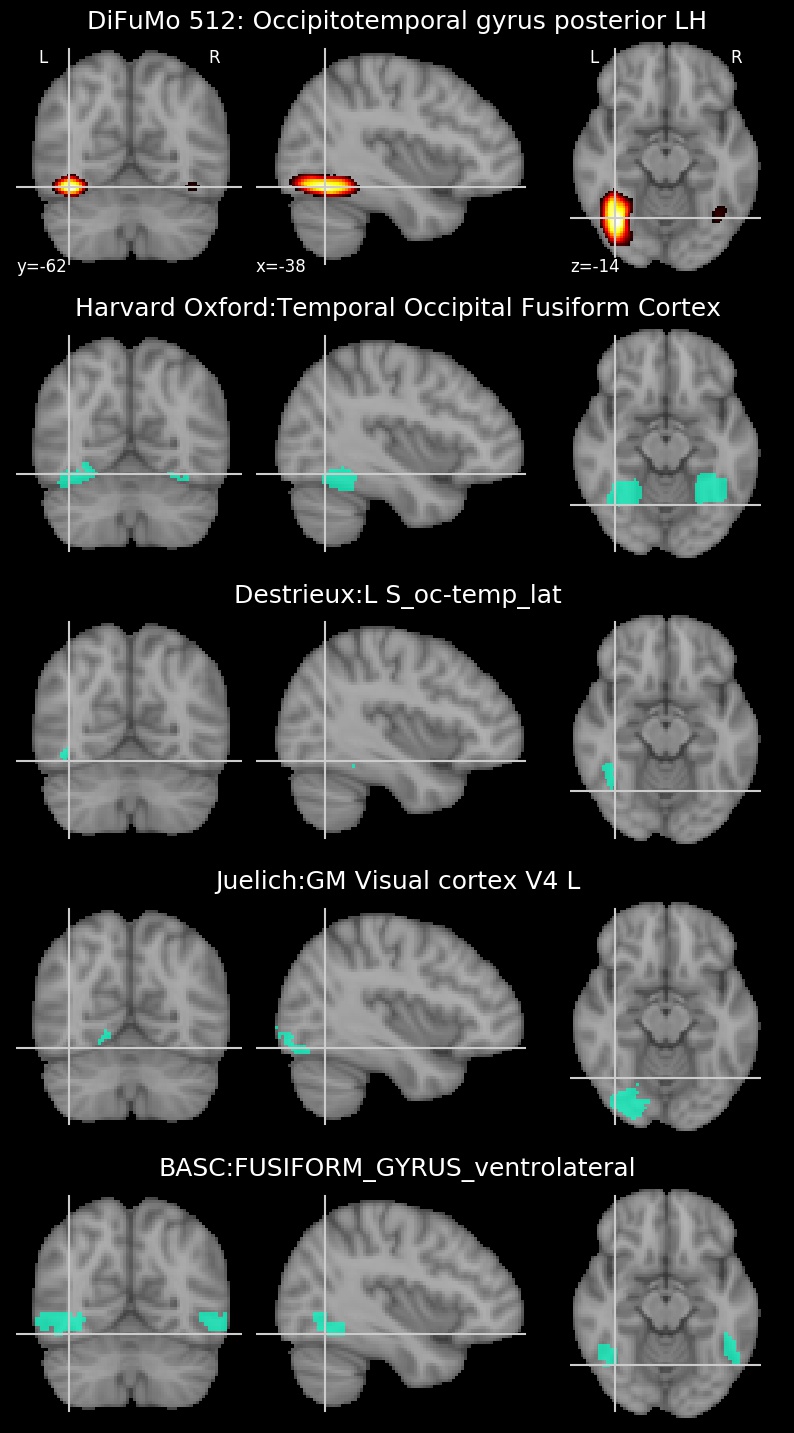 DiFuMo 512: Occipitotemporal gyrus posterior LH
L R L R
y=-62 x=-38 z=-14
Harvard Oxford:Temporal Occipital Fusiform Cortex
Destrieux:L S_oc-temp_lat
Juelich:GM Visual cortex V4 L
BASC:FUSIFORM_GYRUS_ventrolateral